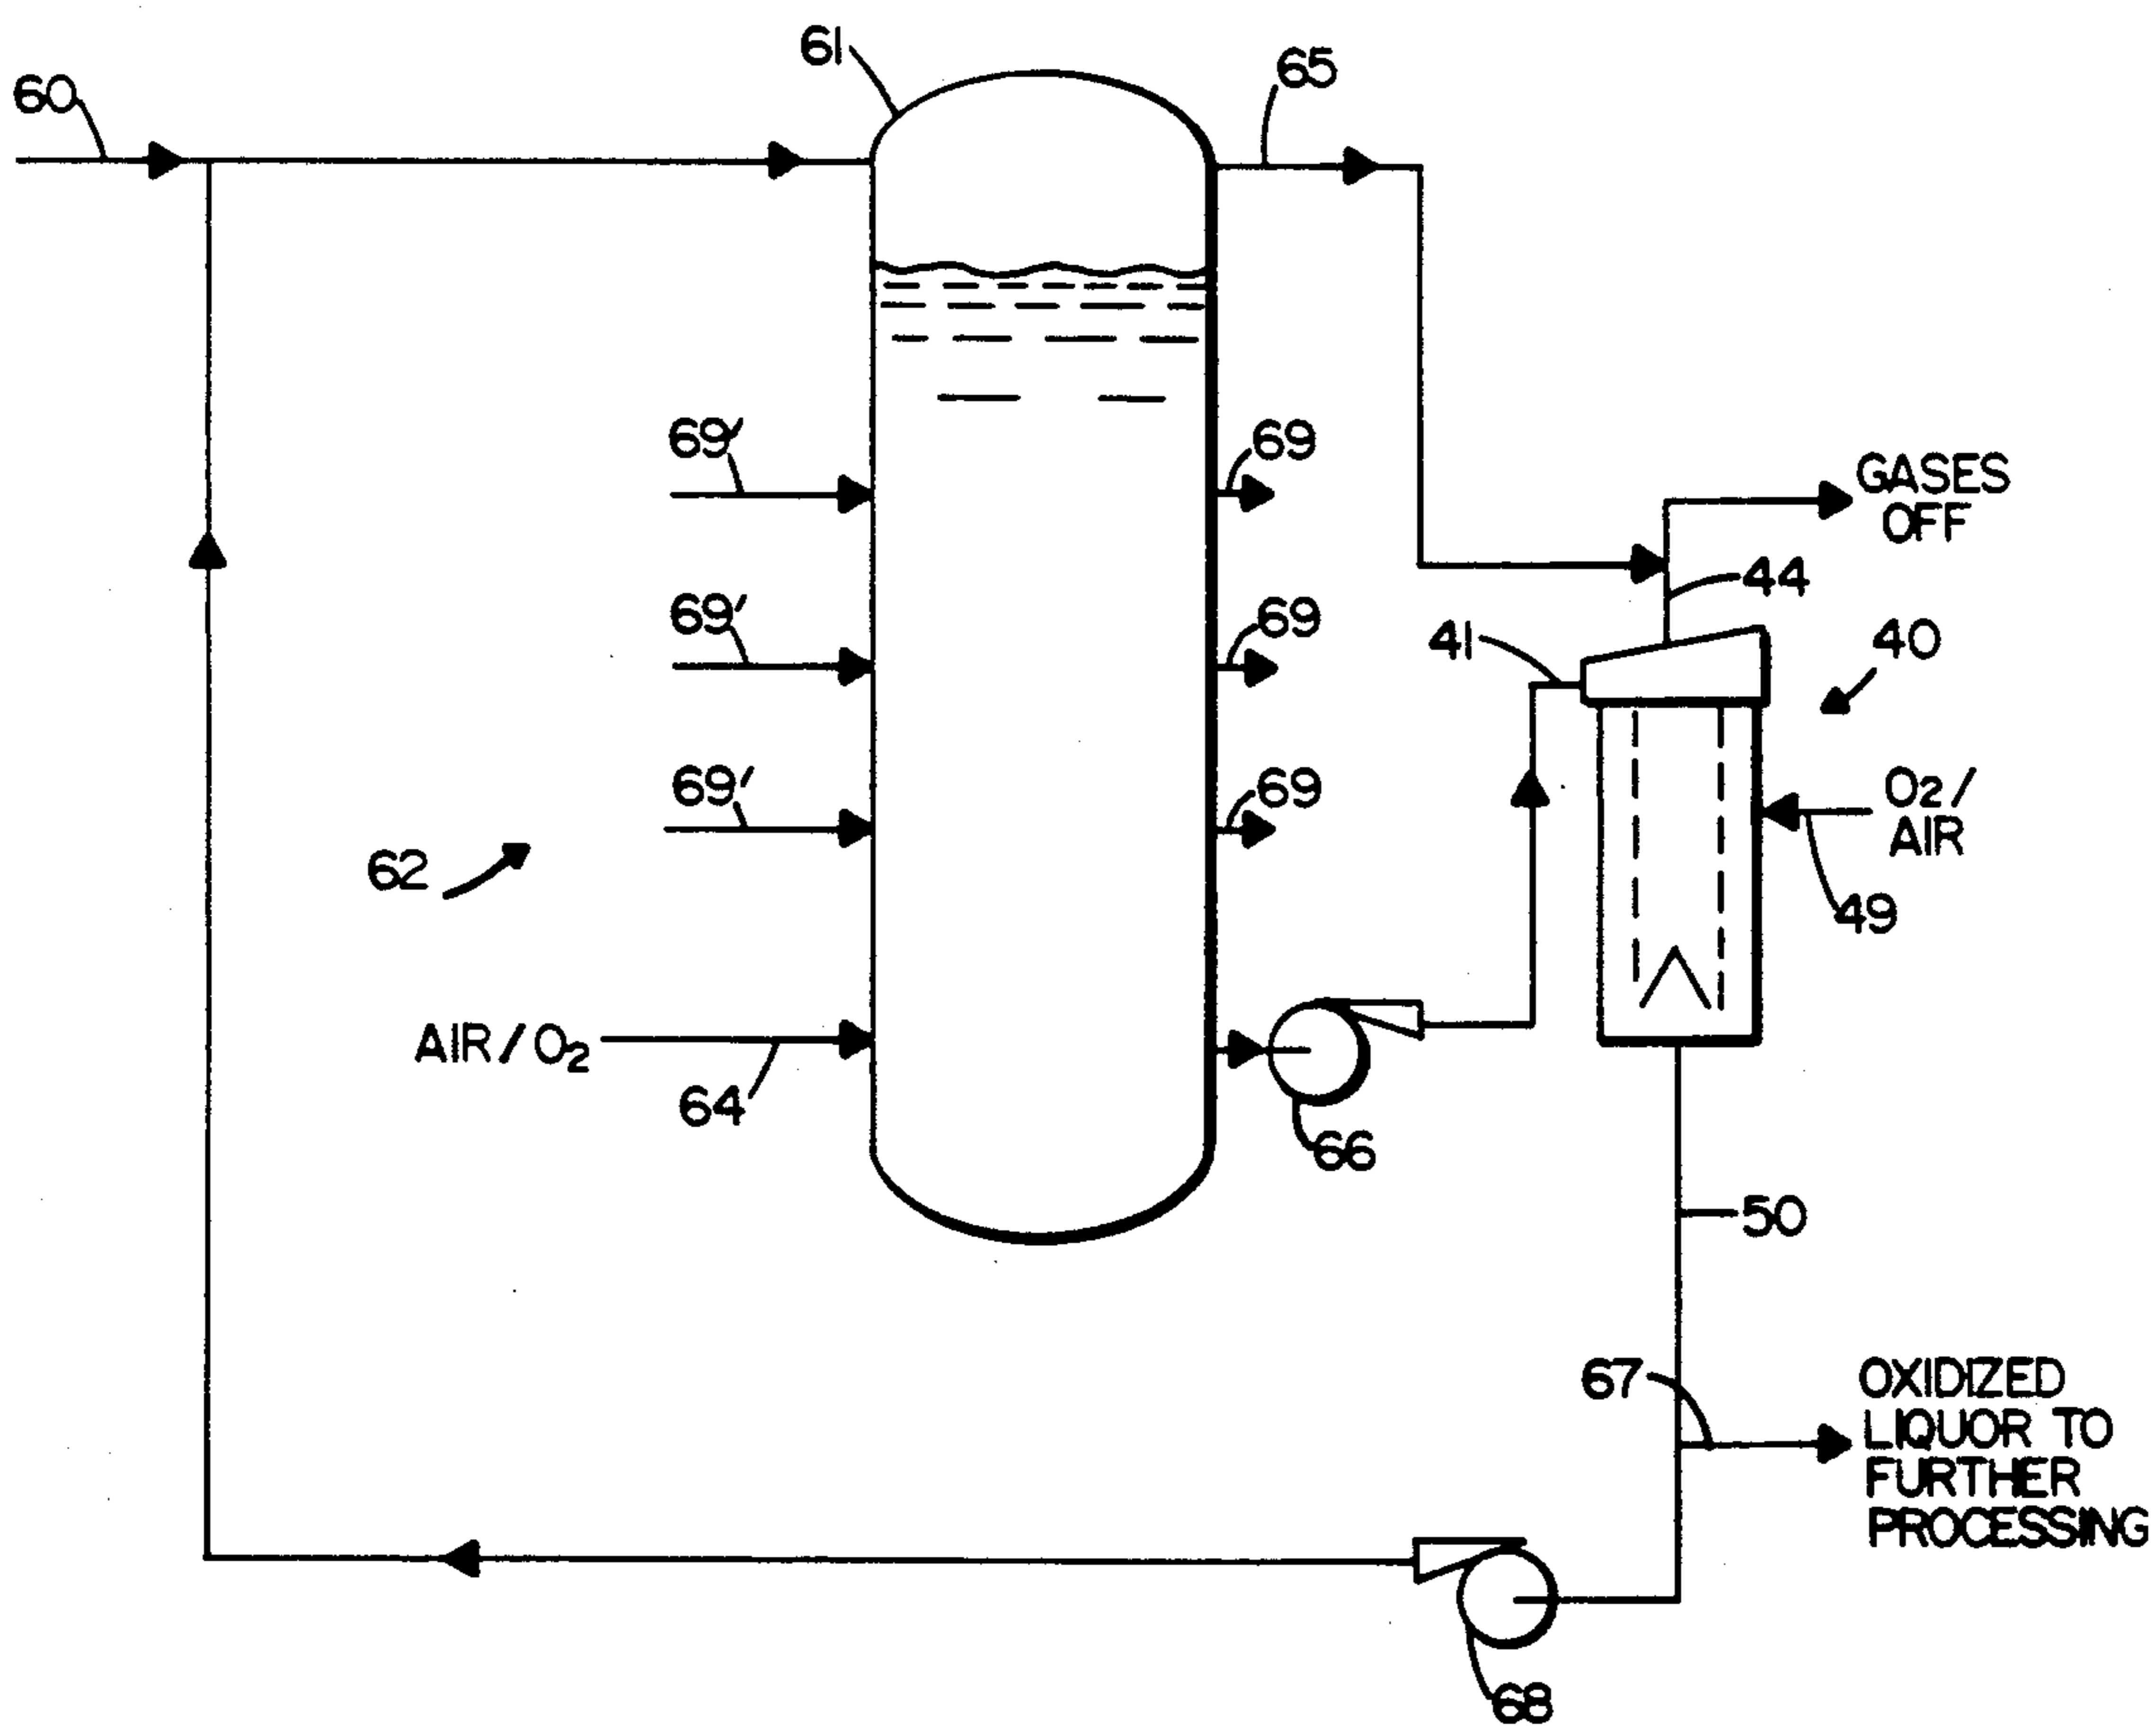 61
65
60
69'
69
GASES
OFF
44
69'
69
41
40
69'
69
O2/
AIR
62
49
AIR/O2
64
66
50
67
OXIDIZED
LIQUOR TO
FURTHER
PROCESSING
68